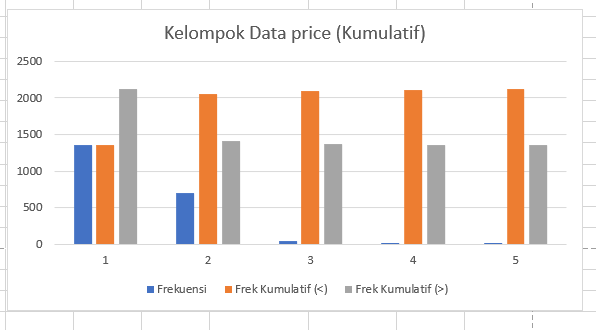 Kelompok Data price (Kumulatif)
2500
2000
1500
1000
500
0
1 2 3 4 5
Frekuensi Frek Kumulatif (<) Frek Kumulatif (>)